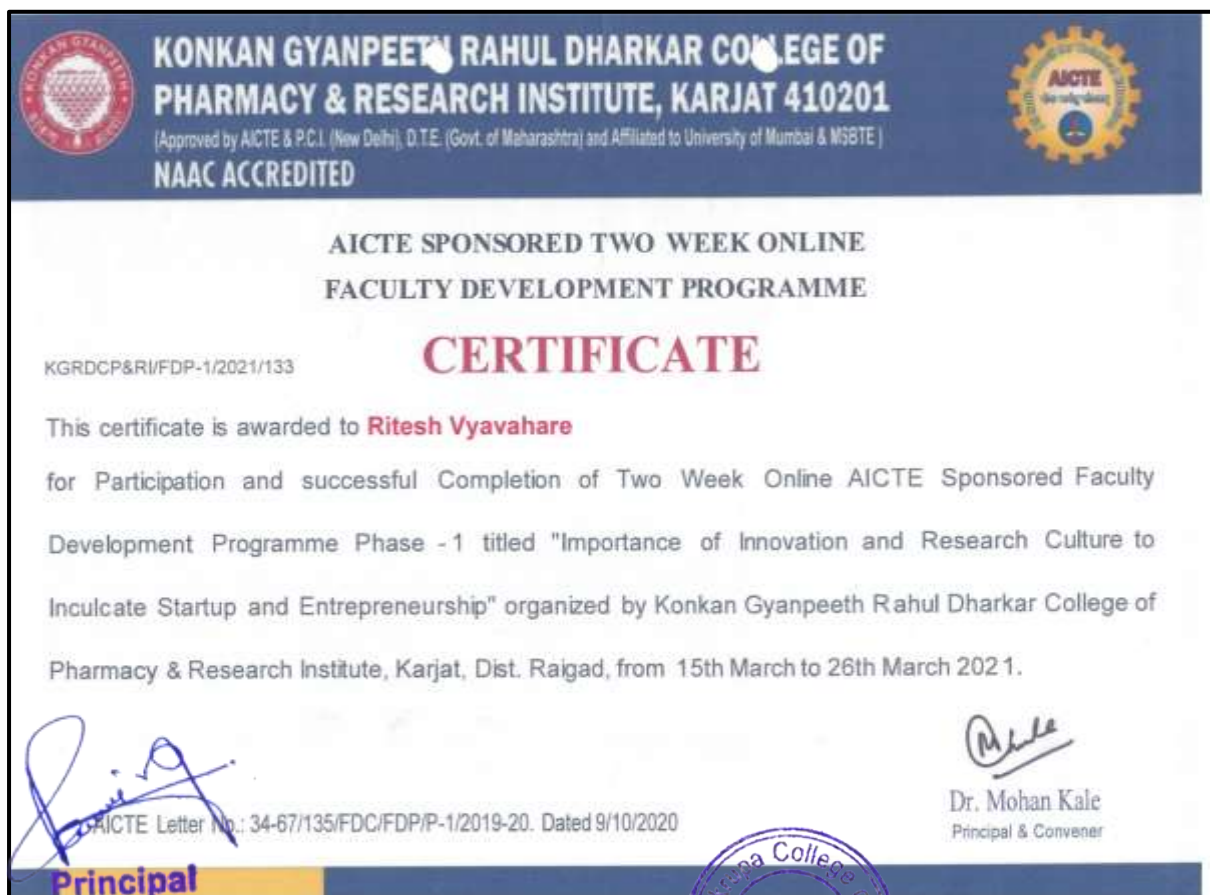 KONKAN GYANPEETH RAHUL DHARKAR COLLEGE OF
PHARMACY & RESEARCH INSTITUTE, KARJAT 410201
(Approved by AICTE & P.C.I. (New Delhi), D.T.E. (Govt. of Maharashtra) and Affiliated to University of Mumbai & MSBTE )
NAAC ACCREDITED
KONKAN GYANPEETH
AICTE
AICTE SPONSORED TWO WEEK ONLINE
FACULTY DEVELOPMENT PROGRAMME
CERTIFICATE
KGRDCP&RI/FDP-1/2021/133
This certificate is awarded to Ritesh Vyavahare
for Participation and successful Completion of Two Week Online AICTE Sponsored Faculty
Development Programme Phase - 1 titled "Importance of Innovation and Research Culture to
Inculcate Startup and Entrepreneurship" organized by Konkan Gyanpeeth Rahul Dharkar College of
Pharmacy & Research Institute, Karjat, Dist. Raigad, from 15th March to 26th March 2021.
Dr. Mohan Kale
Principal & Convener
AICTE Letter No.: 34-67/135/FDC/FDP/P-1/2019-20. Dated 9/10/2020
Principal
College